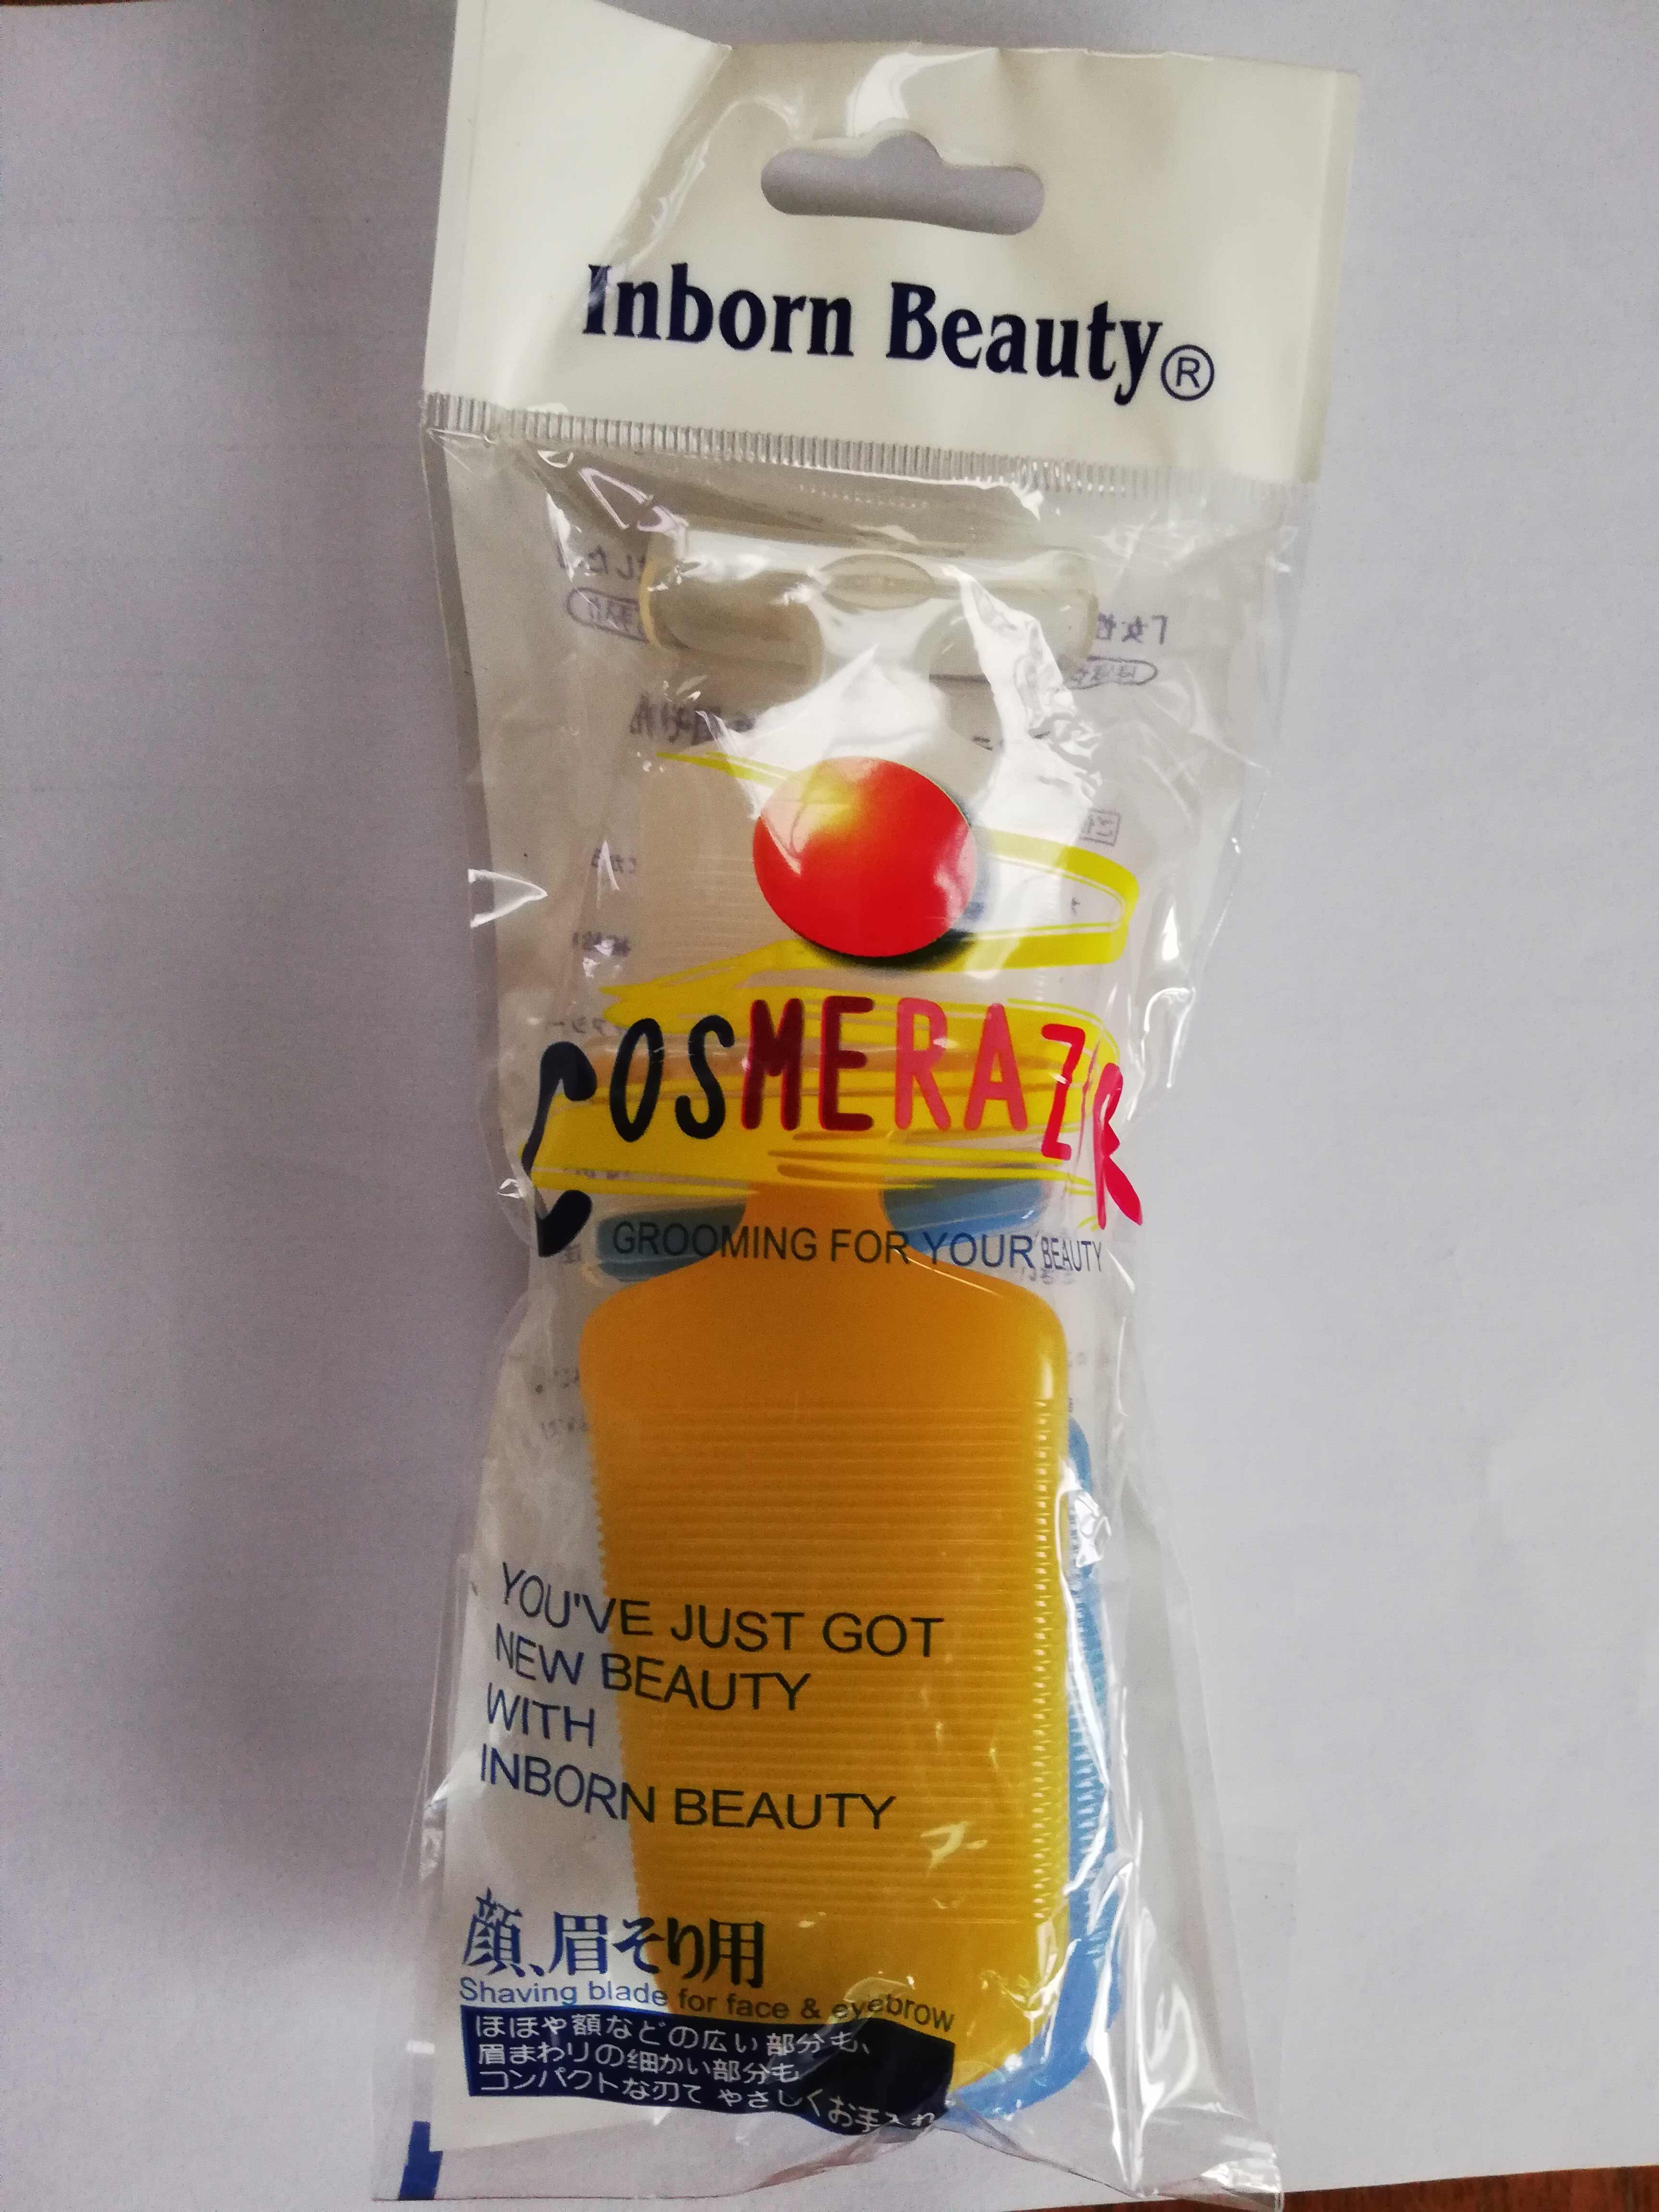 Inborn Beauty®
COSMERAZR
GROOMING FOR YOUR BEAUTY
YOU'VE JUST GOT
NEW BEAUTY
WITH
INBORN BEAUTY
顔、眉そり用
Shaving blade for face & eyebrow
ほほや額などの広い部分も、
眉まわりの細かい部分も
コンパクトな刃で やさしくお手入れ